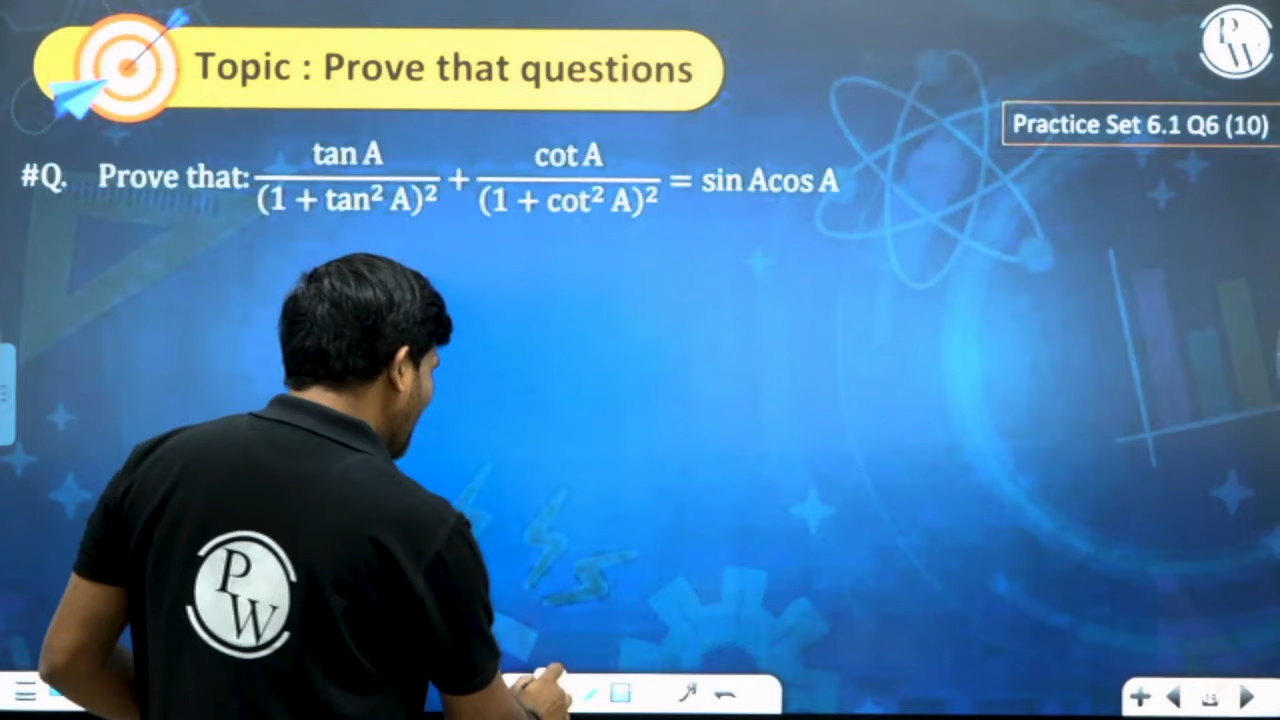 Topic : Prove that questions
PW
Practice Set 6.1 Q6 (10)
#Q. Prove that: tan A / (1 + tan² A)² + cot A / (1 + cot² A)² = sin Acos A
PW